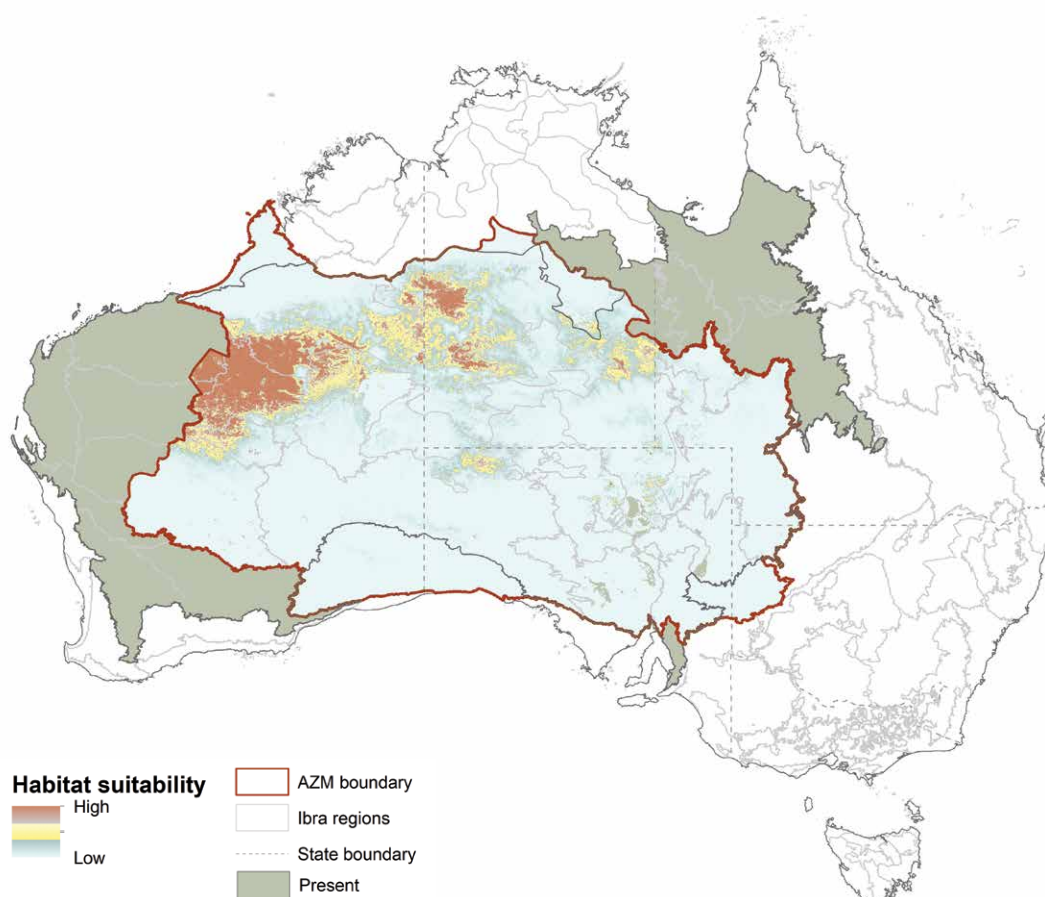 Habitat suitability
High
Low
AZM boundary
Ibra regions
State boundary
Present